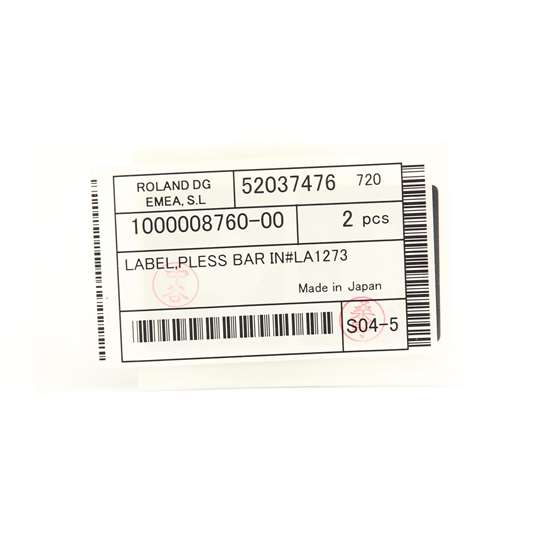 ROLAND DG
EMEA, S.L
52037476 720
1000008760-00
2 pcs
LABEL,PLESS BAR IN#LA1273
Made in Japan
S04-5